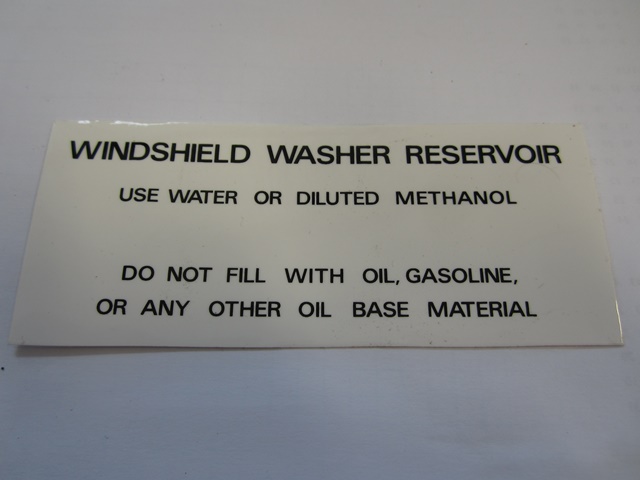 WINDSHIELD WASHER RESERVOIR
USE WATER OR DILUTED METHANOL
DO NOT FILL WITH OIL, GASOLINE,
OR ANY OTHER OIL BASE MATERIAL